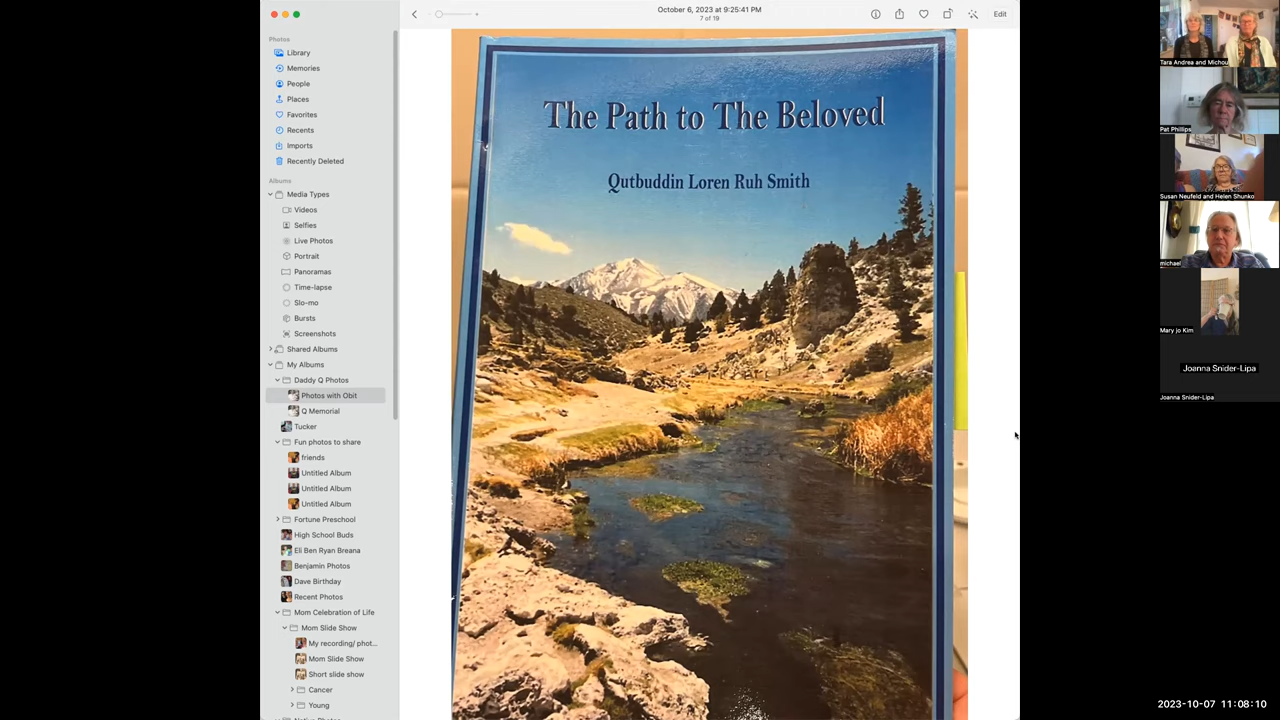 October 6, 2023 at 9:25:41 PM
7 of 19
Edit
Photos
Library
Memories
People
Places
Favorites
Recents
Imports
Recently Deleted
Albums
Media Types
Videos
Selfies
Live Photos
Portrait
Panoramas
Time-lapse
Slo-mo
Bursts
Screenshots
Shared Albums
My Albums
Daddy Q Photos
Photos with Obit
Q Memorial
Tucker
Fun photos to share
friends
Untitled Album
Untitled Album
Untitled Album
Fortune Preschool
High School Buds
Eli Ben Ryan Breana
Benjamin Photos
Dave Birthday
Recent Photos
Mom Celebration of Life
Mom Slide Show
My recording/ phot...
Mom Slide Show
Short slide show
Cancer
Young
The Path to The Beloved
Qutbuddin Loren Ruh Smith
Tara Andrea and Michou
Pat Phillips
Susan Neufeld and Helen Shunko
michael
Mary jo Kim
Joanna Snider-Lipa
Joanna Snider-Lipa
2023-10-07 11:08:10